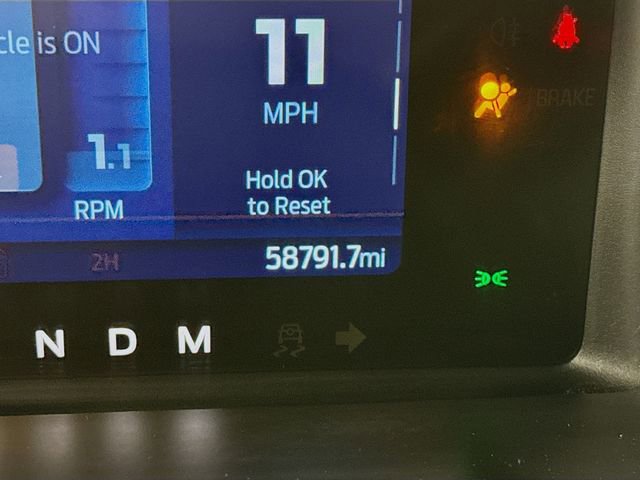 cle is ON
11
MPH
1.1
RPM
Hold OK
to Reset
BRAKE
2H
58791.7mi
N D M